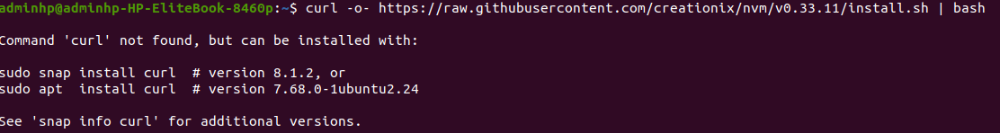 adminhp@adminhp-HP-EliteBook-8460p:~$ curl -o- https://raw.githubusercontent.com/creationix/nvm/v0.33.11/install.sh | bash
Command 'curl' not found, but can be installed with:
sudo snap install curl  # version 8.1.2, or
sudo apt  install curl  # version 7.68.0-1ubuntu2.24
See 'snap info curl' for additional versions.